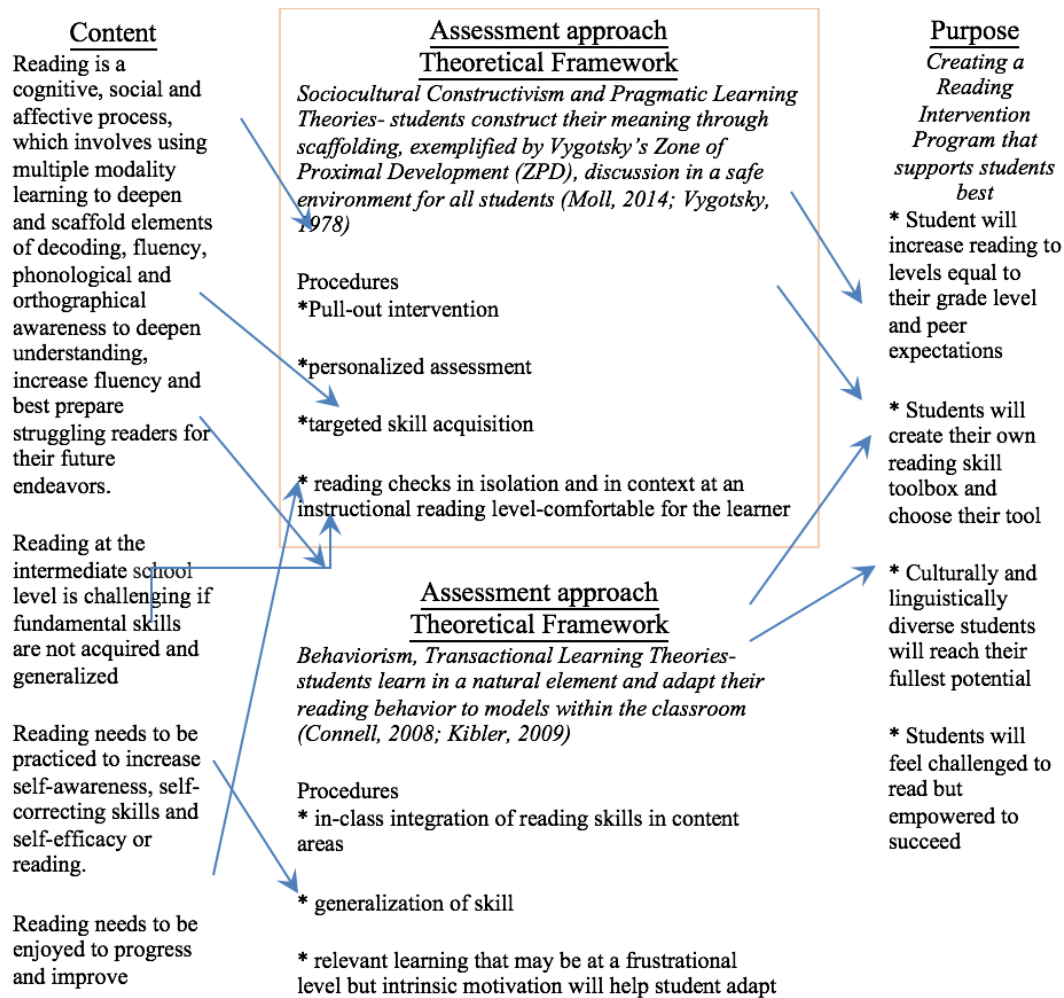 Content
Reading is a
cognitive, social and
affective process,
which involves using
multiple modality
learning to deepen
and scaffold elements
of decoding, fluency,
phonological and
orthographical
awareness to deepen
understanding,
increase fluency and
best prepare
struggling readers for
their future
endeavors.
Reading at the
intermediate school
level is challenging if
fundamental skills
are not acquired and
generalized
Reading needs to be
practiced to increase
self-awareness, self-
correcting skills and
self-efficacy or
reading.
Reading needs to be
enjoyed to progress
and improve
Assessment approach
Theoretical Framework
Sociocultural Constructivism and Pragmatic Learning
Theories- students construct their meaning through
scaffolding, exemplified by Vygotsky's Zone of
Proximal Development (ZPD), discussion in a safe
environment for all students (Moll, 2014; Vygotsky,
1978)
Procedures
*Pull-out intervention
*personalized assessment
*targeted skill acquisition
* reading checks in isolation and in context at an
instructional reading level-comfortable for the learner
Assessment approach
Theoretical Framework
Behaviorism, Transactional Learning Theories-
students learn in a natural element and adapt their
reading behavior to models within the classroom
(Connell, 2008; Kibler, 2009)
Procedures
* in-class integration of reading skills in content
areas
* generalization of skill
* relevant learning that may be at a frustrational
level but intrinsic motivation will help student adapt
Purpose
Creating a
Reading
Intervention
Program that
supports students
best
* Student will
increase reading to
levels equal to
their grade level
and peer
expectations
* Students will
create their own
reading skill
toolbox and
choose their tool
* Culturally and
linguistically
diverse students
will reach their
fullest potential
* Students will
feel challenged to
read but
empowered to
succeed